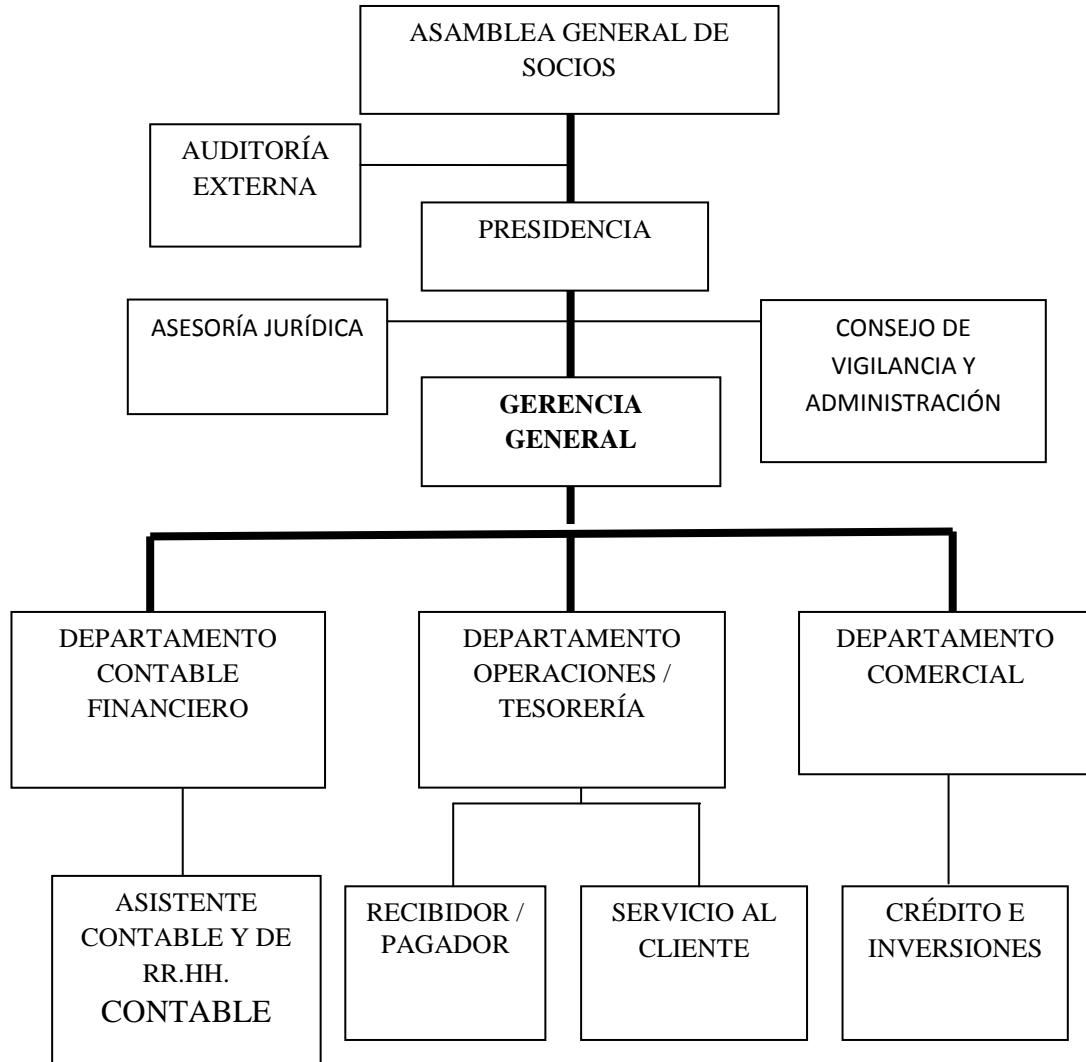 ASAMBLEA GENERAL DE
SOCIOS
AUDITORÍA
EXTERNA
PRESIDENCIA
ASESORÍA JURÍDICA
CONSEJO DE
VIGILANCIA Y
ADMINISTRACIÓN
GERENCIA
GENERAL
DEPARTAMENTO
CONTABLE
FINANCIERO
DEPARTAMENTO
OPERACIONES /
TESORERÍA
DEPARTAMENTO
COMERCIAL
ASISTENTE
CONTABLE Y DE
RR.HH.
CONTABLE
RECIBIDOR /
PAGADOR
SERVICIO AL
CLIENTE
CRÉDITO E
INVERSIONES